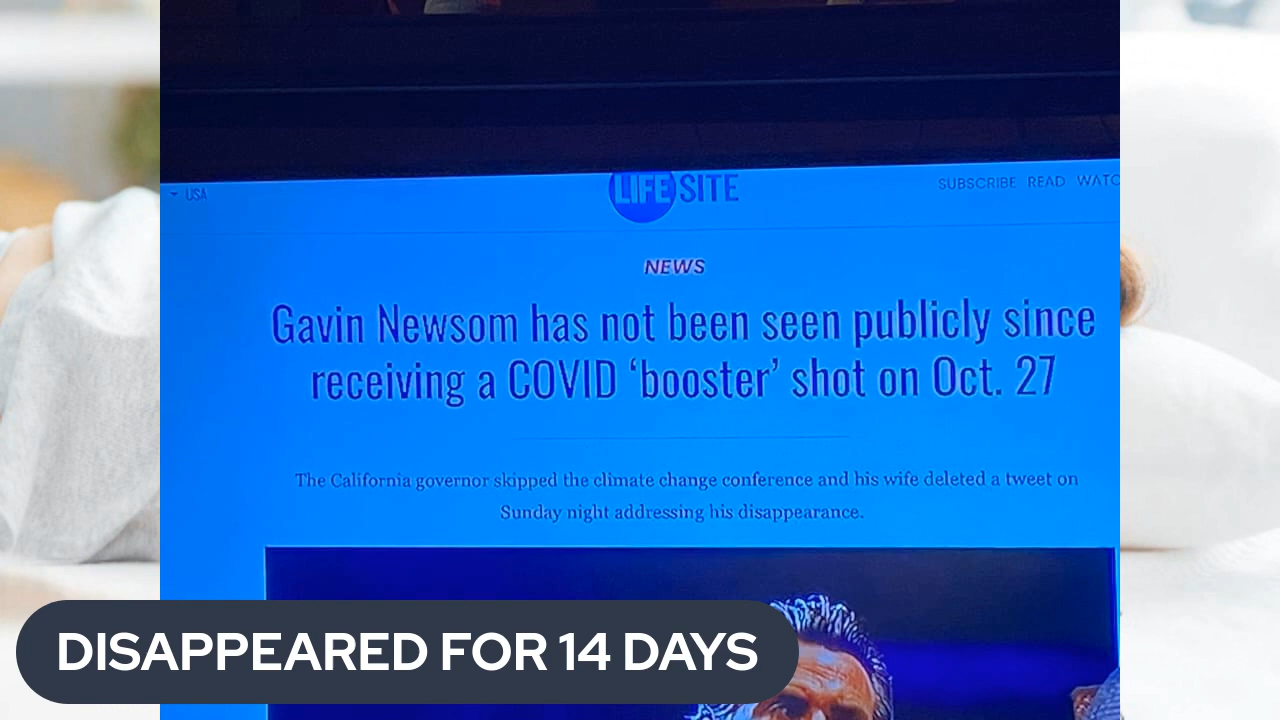 USA
LIFE SITE
SUBSCRIBE READ WATC
NEWS
Gavin Newsom has not been seen publicly since
receiving a COVID ‘booster’ shot on Oct. 27
The California governor skipped the climate change conference and his wife deleted a tweet on
Sunday night addressing his disappearance.
DISAPPEARED FOR 14 DAYS